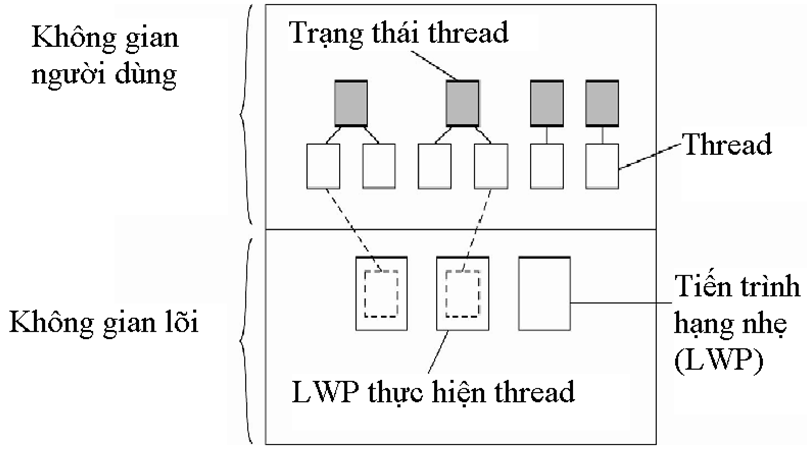 Không gian
người dùng
Trạng thái thread
Thread
Không gian lõi
Tiến trình
hạng nhẹ
(LWP)
LWP thực hiện thread